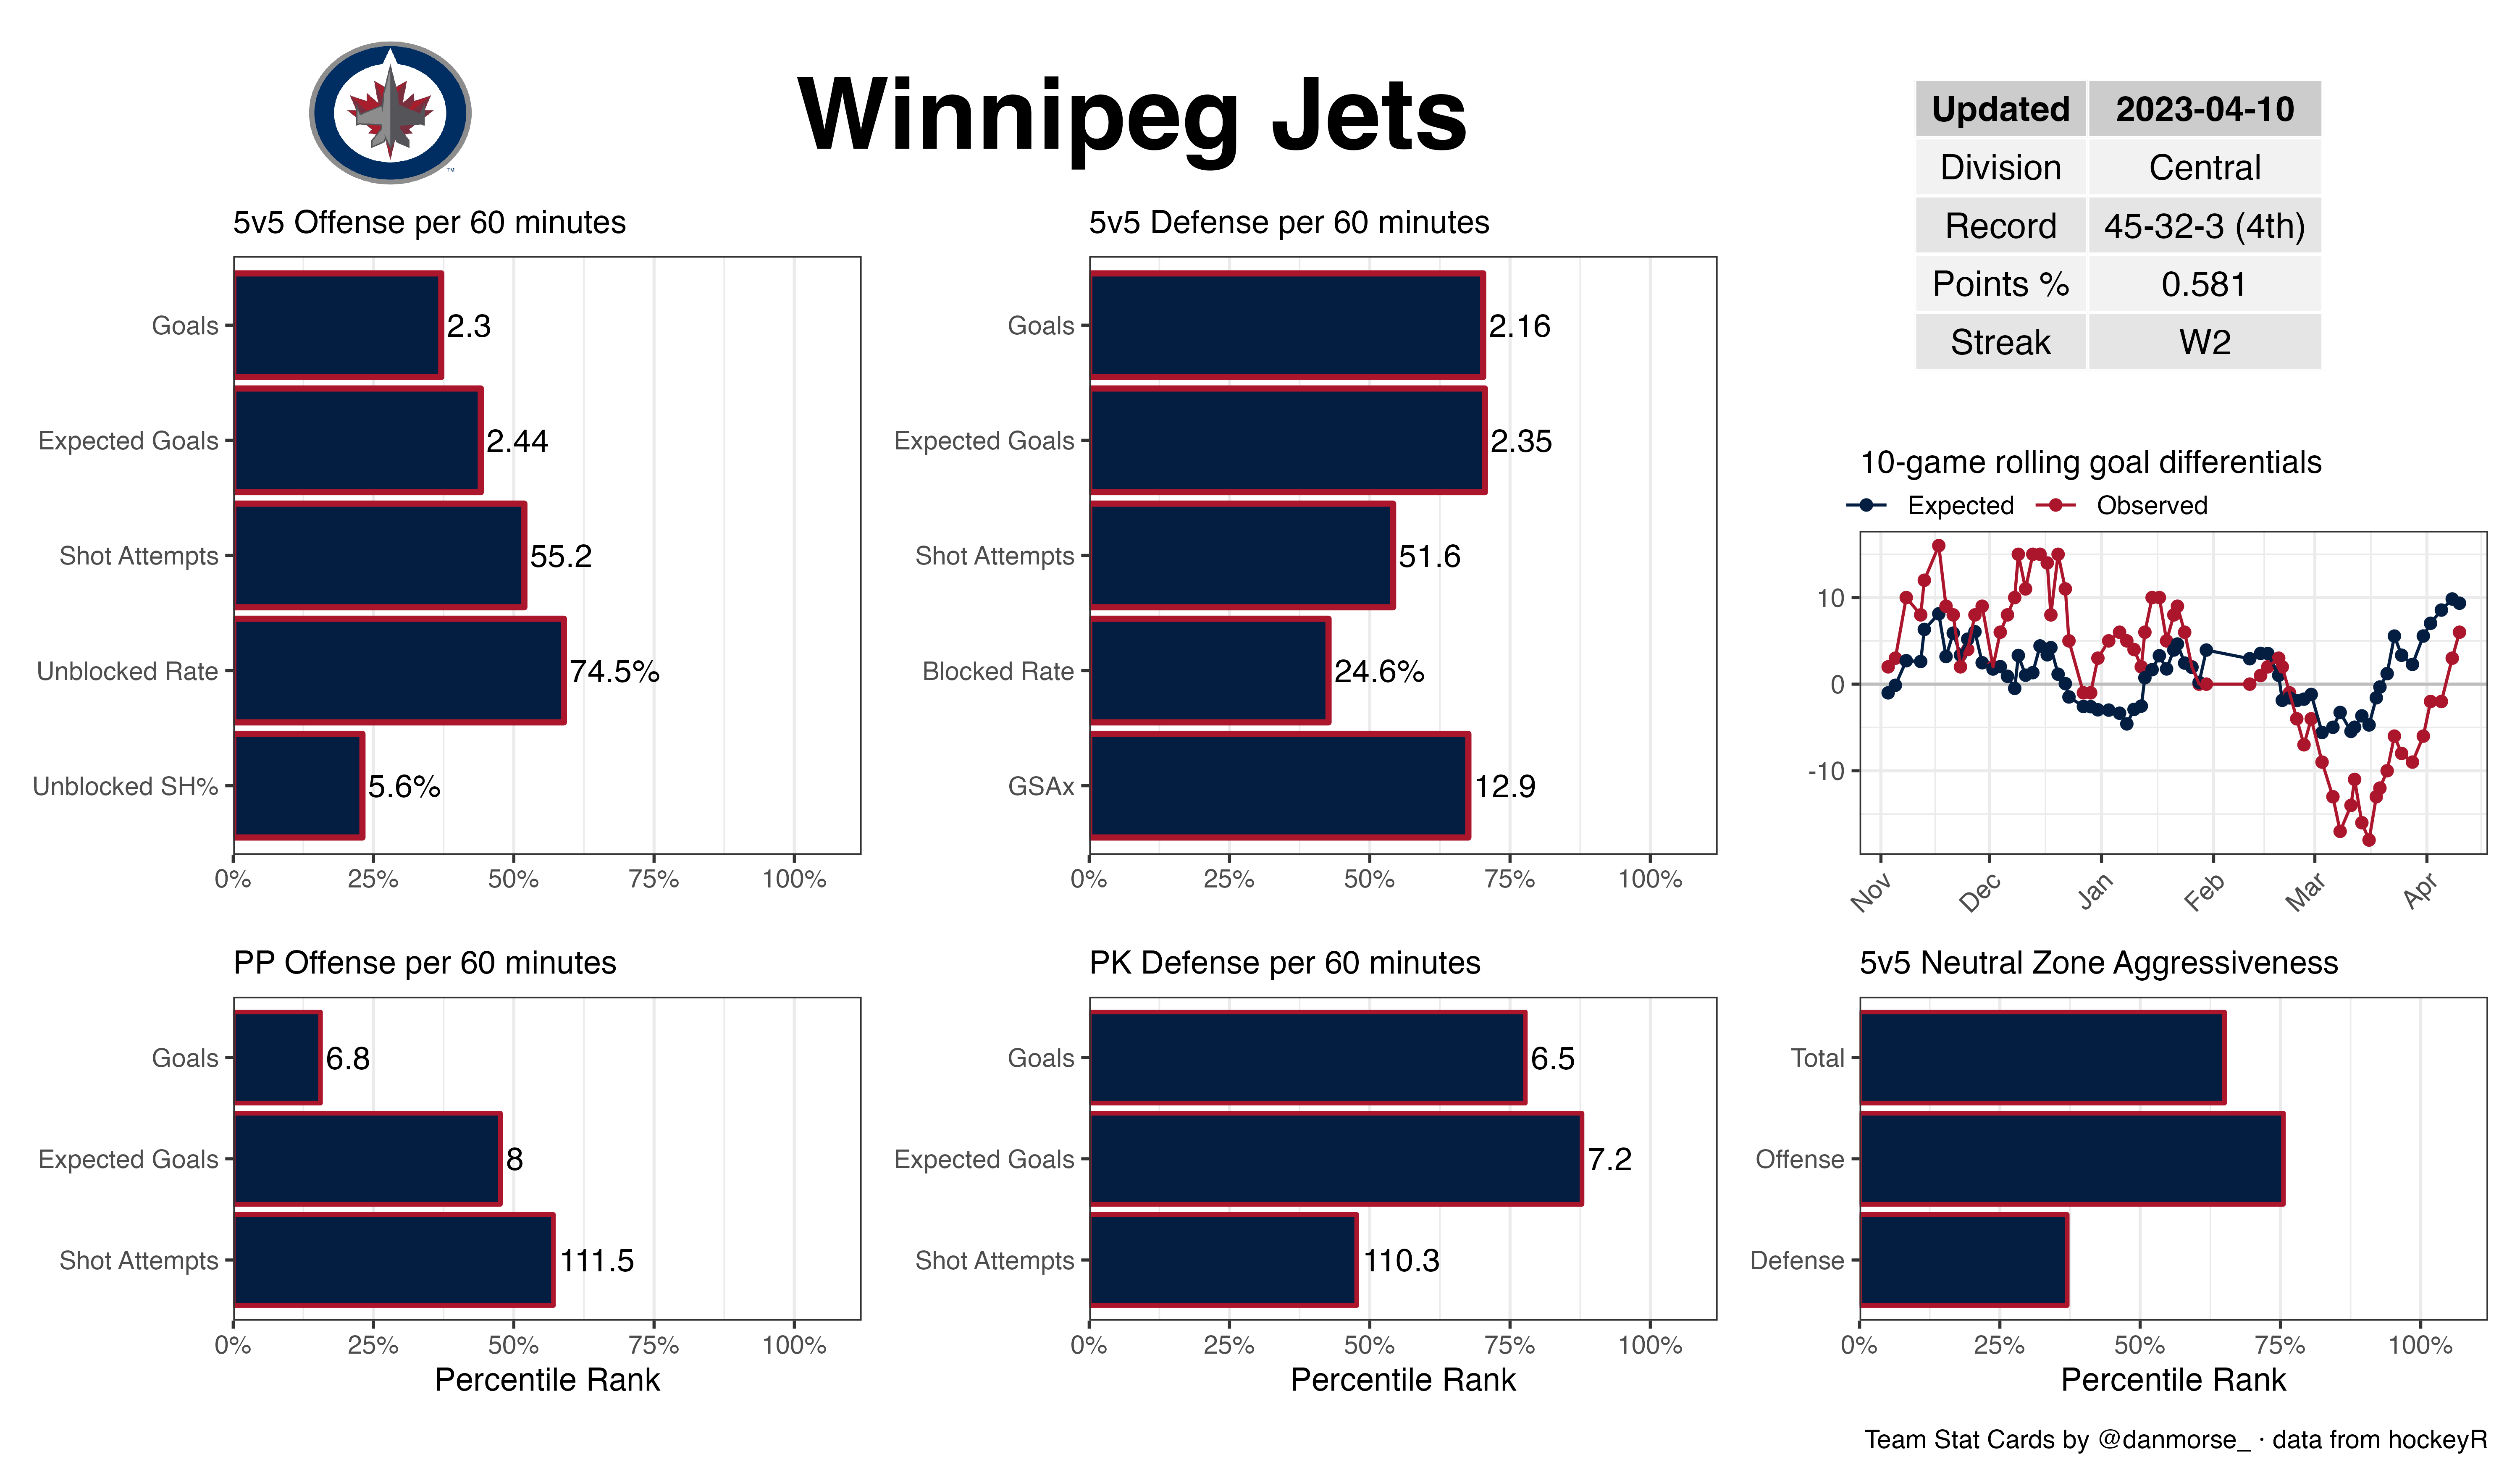 Winnipeg Jets
Updated 2023-04-10
Division Central
Record 45-32-3 (4th)
Points % 0.581
Streak W2
5v5 Offense per 60 minutes
Goals 2.3
Expected Goals 2.44
Shot Attempts 55.2
Unblocked Rate 74.5%
Unblocked SH% 5.6%
0% 25% 50% 75% 100%
5v5 Defense per 60 minutes
Goals 2.16
Expected Goals 2.35
Shot Attempts 51.6
Blocked Rate 24.6%
GSAx 12.9
0% 25% 50% 75% 100%
10-game rolling goal differentials
Expected Observed
10
0
-10
Nov Dec Jan Feb Mar Apr
PP Offense per 60 minutes
Goals 6.8
Expected Goals 8
Shot Attempts 111.5
0% 25% 50% 75% 100%
Percentile Rank
PK Defense per 60 minutes
Goals 6.5
Expected Goals 7.2
Shot Attempts 110.3
0% 25% 50% 75% 100%
Percentile Rank
5v5 Neutral Zone Aggressiveness
Total
Offense
Defense
0% 25% 50% 75% 100%
Percentile Rank
Team Stat Cards by @danmorse_ · data from hockeyR